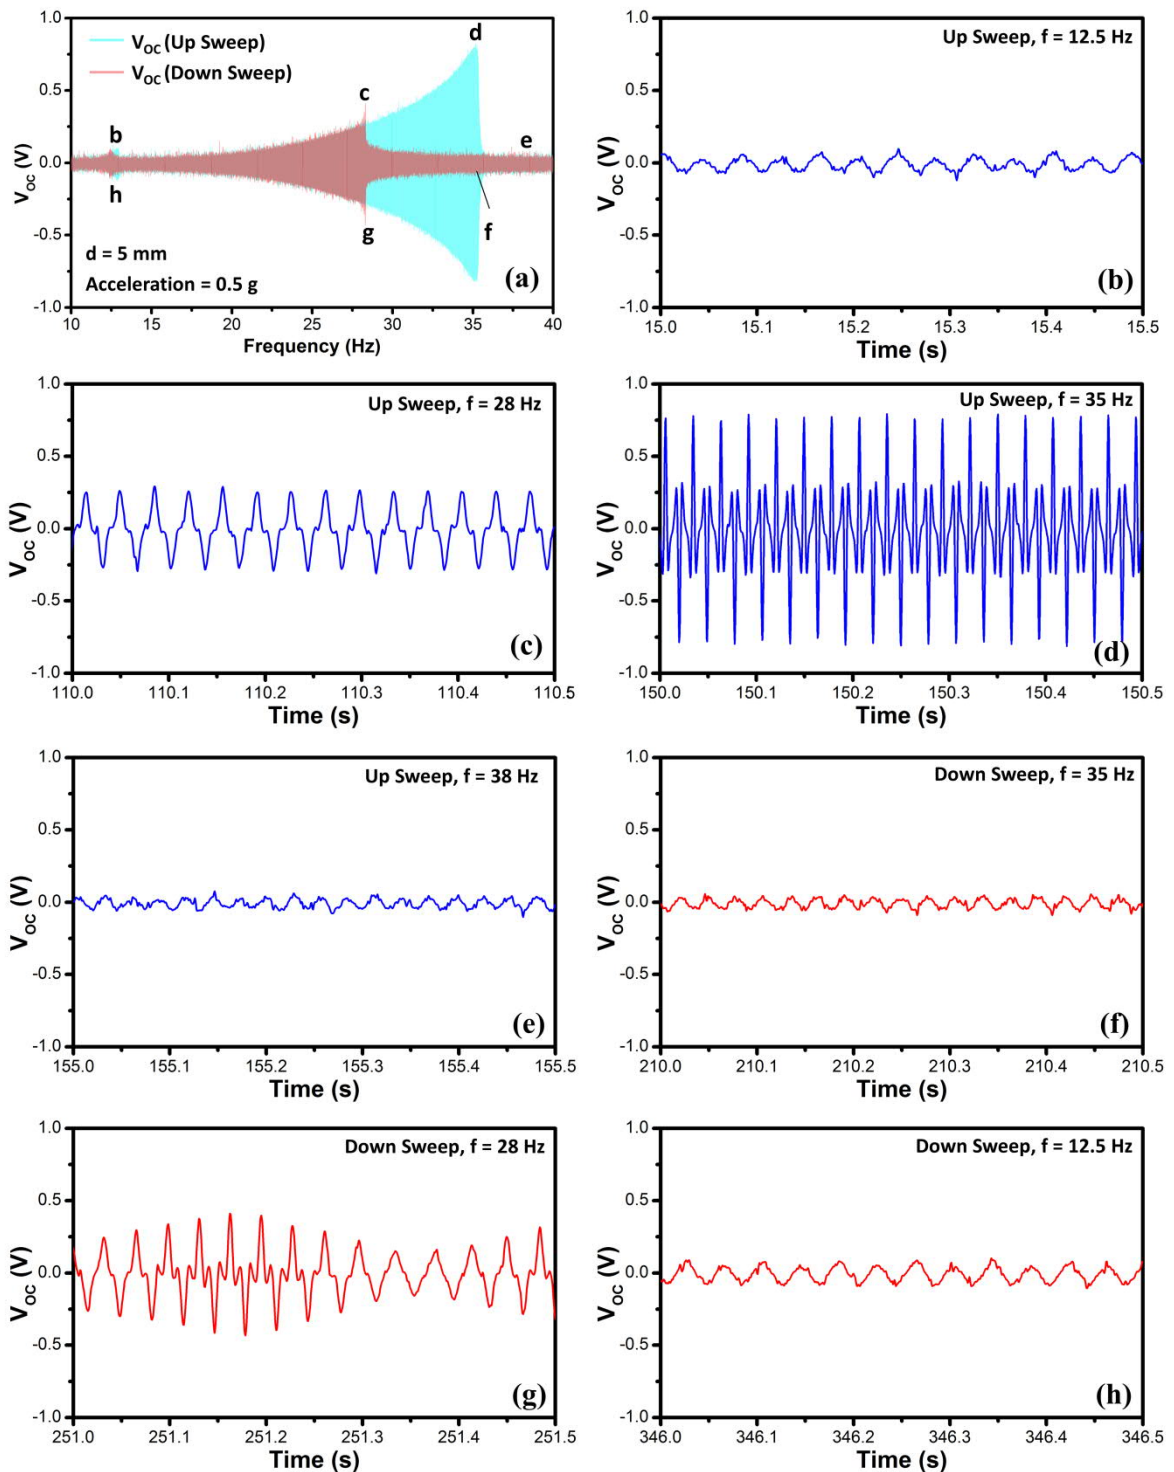 1.0
0.5
0.0
-0.5
-1.0
V_OC (V)
V_OC (Up Sweep)
V_OC (Down Sweep)
b
c
d
e
f
g
h
d = 5 mm
Acceleration = 0.5 g
(a)
10 15 20 25 30 35 40
Frequency (Hz)
Up Sweep, f = 12.5 Hz
1.0
0.5
0.0
-0.5
-1.0
V_OC (V)
(b)
15.0 15.1 15.2 15.3 15.4 15.5
Time (s)
Up Sweep, f = 28 Hz
1.0
0.5
0.0
-0.5
-1.0
V_OC (V)
(c)
110.0 110.1 110.2 110.3 110.4 110.5
Time (s)
Up Sweep, f = 35 Hz
1.0
0.5
0.0
-0.5
-1.0
V_OC (V)
(d)
150.0 150.1 150.2 150.3 150.4 150.5
Time (s)
Up Sweep, f = 38 Hz
1.0
0.5
0.0
-0.5
-1.0
V_OC (V)
(e)
155.0 155.1 155.2 155.3 155.4 155.5
Time (s)
Down Sweep, f = 35 Hz
1.0
0.5
0.0
-0.5
-1.0
V_OC (V)
(f)
210.0 210.1 210.2 210.3 210.4 210.5
Time (s)
Down Sweep, f = 28 Hz
1.0
0.5
0.0
-0.5
-1.0
V_OC (V)
(g)
251.0 251.1 251.2 251.3 251.4 251.5
Time (s)
Down Sweep, f = 12.5 Hz
1.0
0.5
0.0
-0.5
-1.0
V_OC (V)
(h)
346.0 346.1 346.2 346.3 346.4 346.5
Time (s)